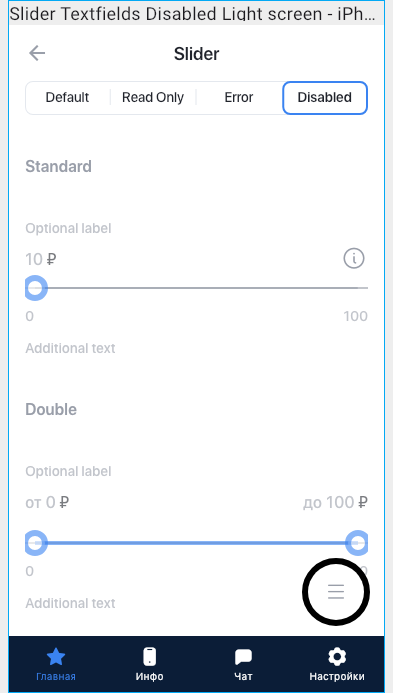 Slider Textfields Disabled Light screen - iPh...
Slider
Default Read Only Error Disabled
Standard
Optional label
10 ₽
0 100
Additional text
Double
Optional label
от 0 ₽ до 100 ₽
0
Additional text
Главная Инфо Чат Настройки